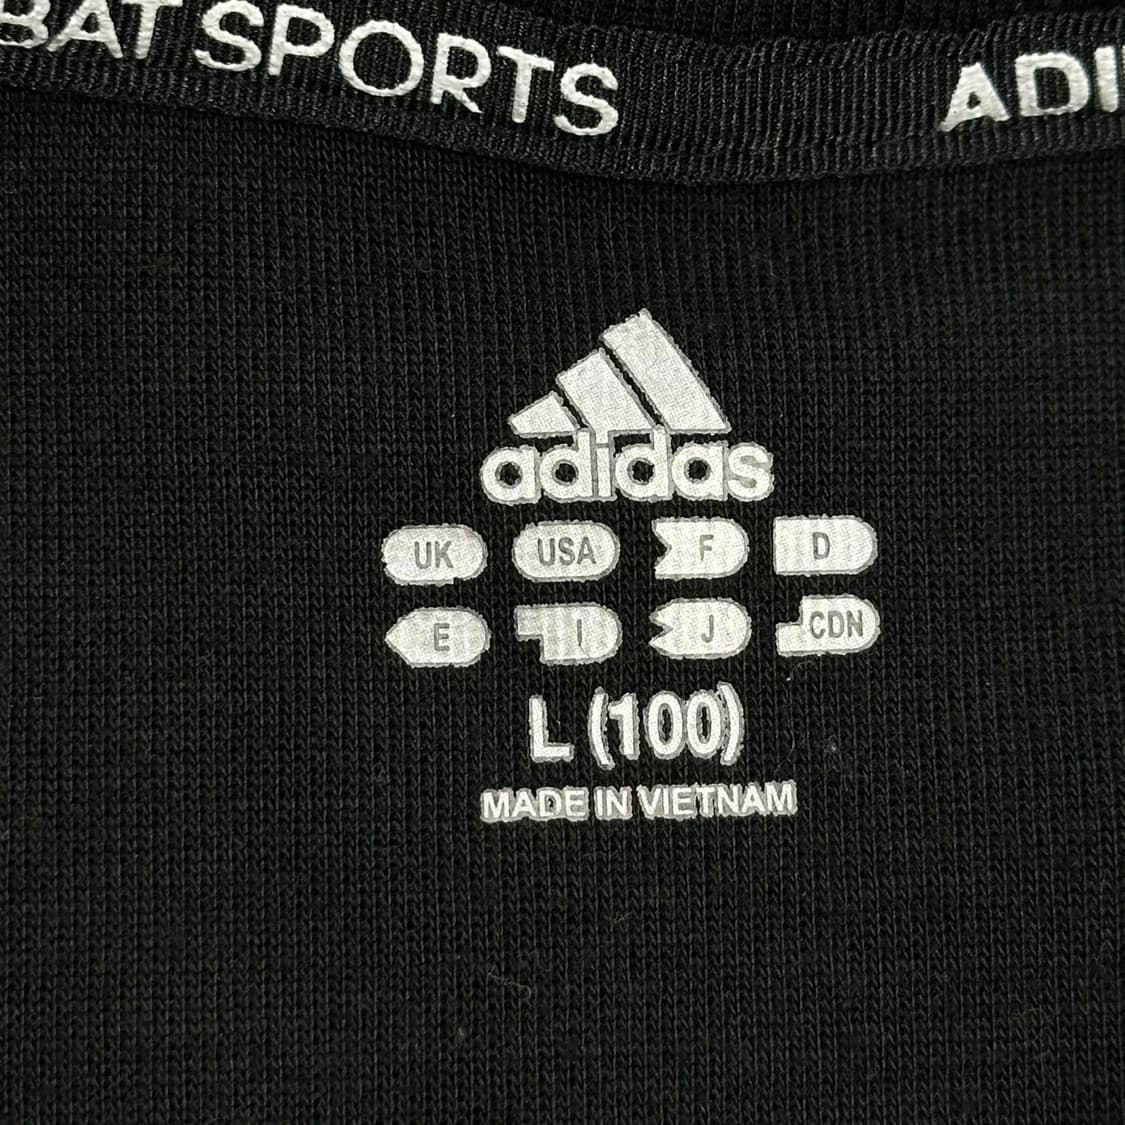 BAT SPORTS ADI
adidas
UK USA F D
E I J CDN
L (100)
MADE IN VIETNAM